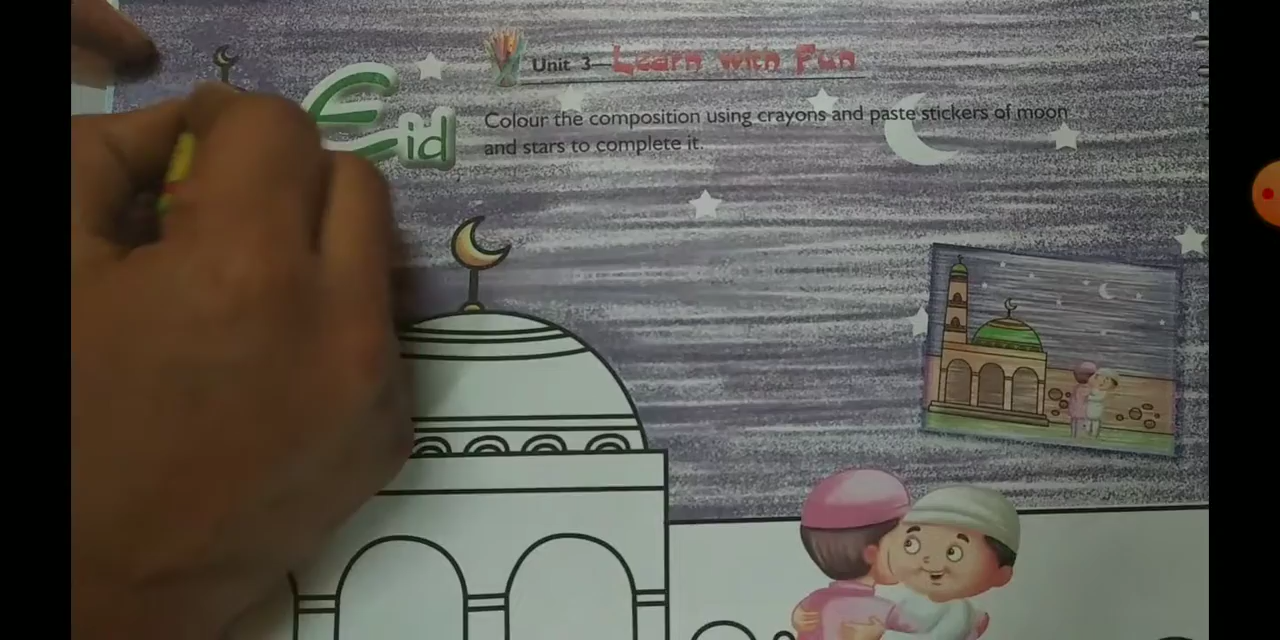 Unit 3—Learn with Fun
Eid
Colour the composition using crayons and paste stickers of moon
and stars to complete it.